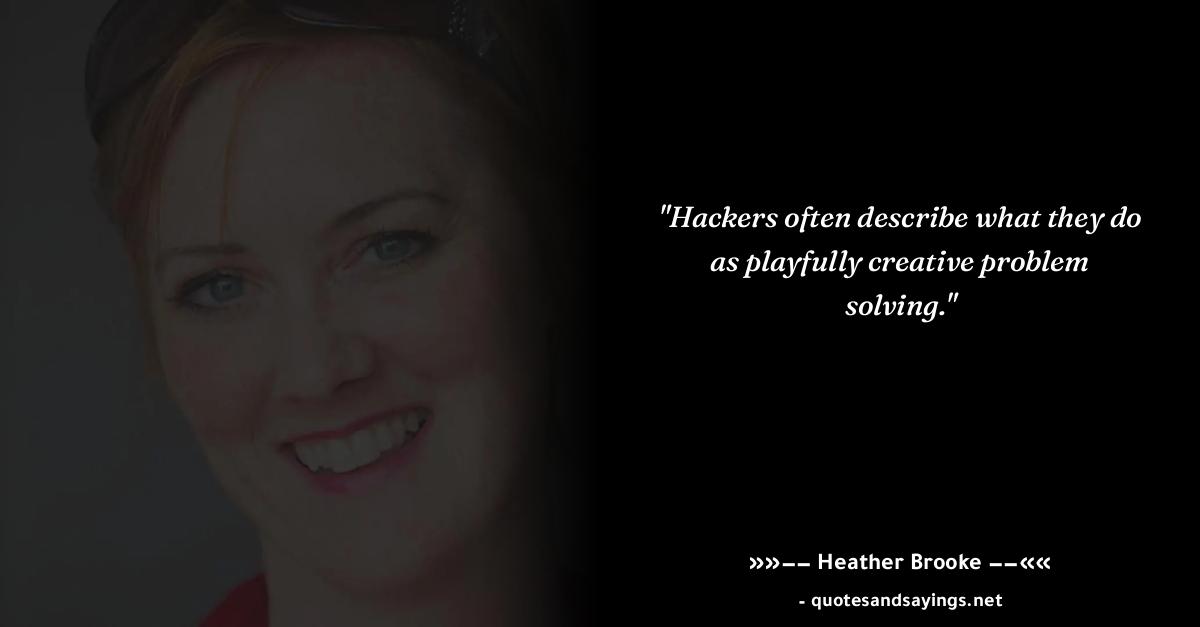 "Hackers often describe what they do
as playfully creative problem
solving."
»»−− Heather Brooke −−««
- quotesandsayings.net